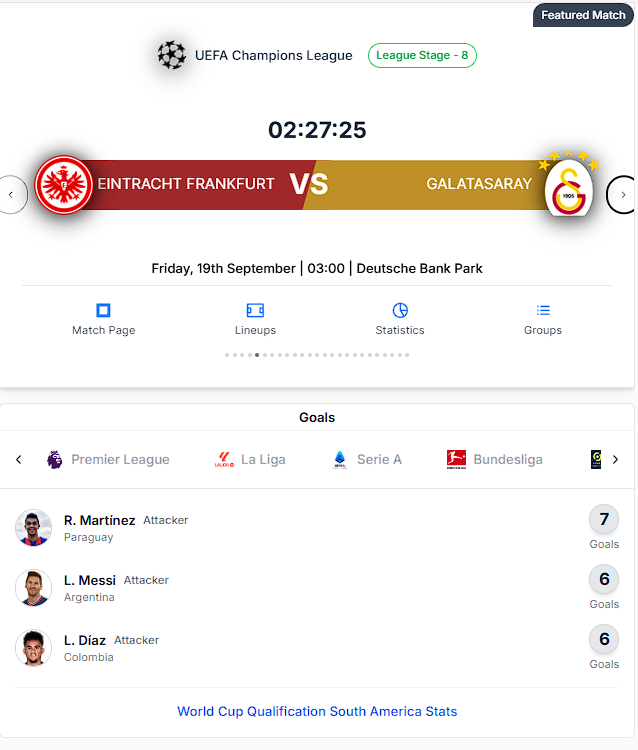 Featured Match
UEFA Champions League League Stage - 8
02:27:25
EINTRACHT FRANKFURT VS GALATASARAY
1905
Friday, 19th September | 03:00 | Deutsche Bank Park
Match Page Lineups Statistics Groups
Goals
Premier League La Liga Serie A Bundesliga
R. Martínez Attacker 7
Paraguay Goals
L. Messi Attacker 6
Argentina Goals
L. Díaz Attacker 6
Colombia Goals
World Cup Qualification South America Stats